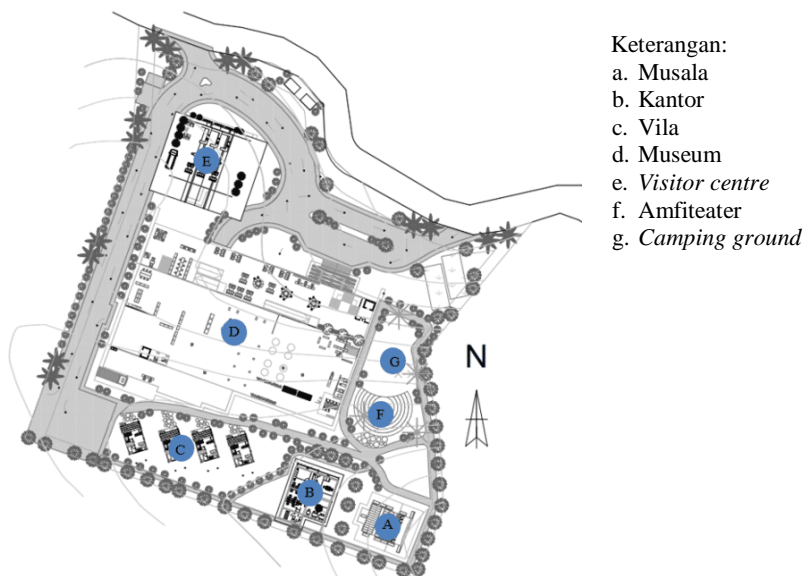 Keterangan:
a. Musala
b. Kantor
c. Vila
d. Museum
e. Visitor centre
f. Amfiteater
g. Camping ground
E
D
G
N
F
C
B
A